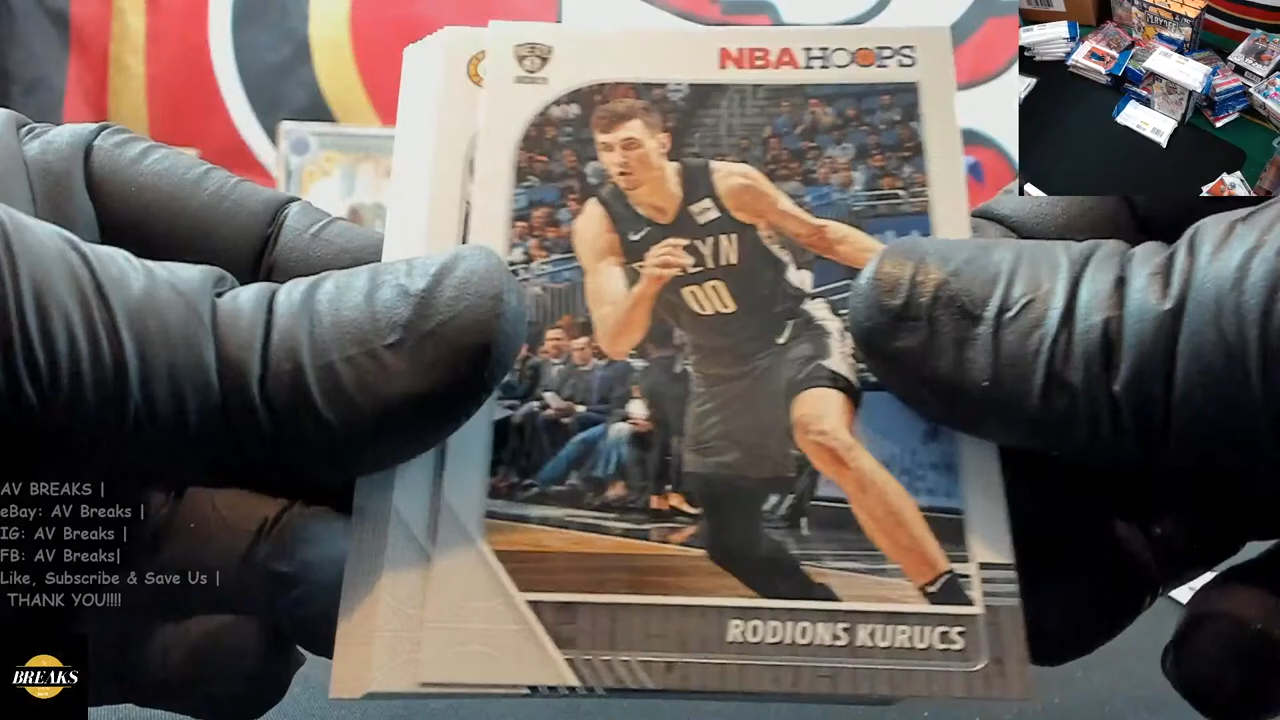 NBA HOOPS
LYN
00
RODIONS KURUCS
AV BREAKS |
eBay: AV Breaks |
IG: AV Breaks |
FB: AV Breaks|
Like, Subscribe & Save Us |
THANK YOU!!!!
BREAKS
PLAYOFF